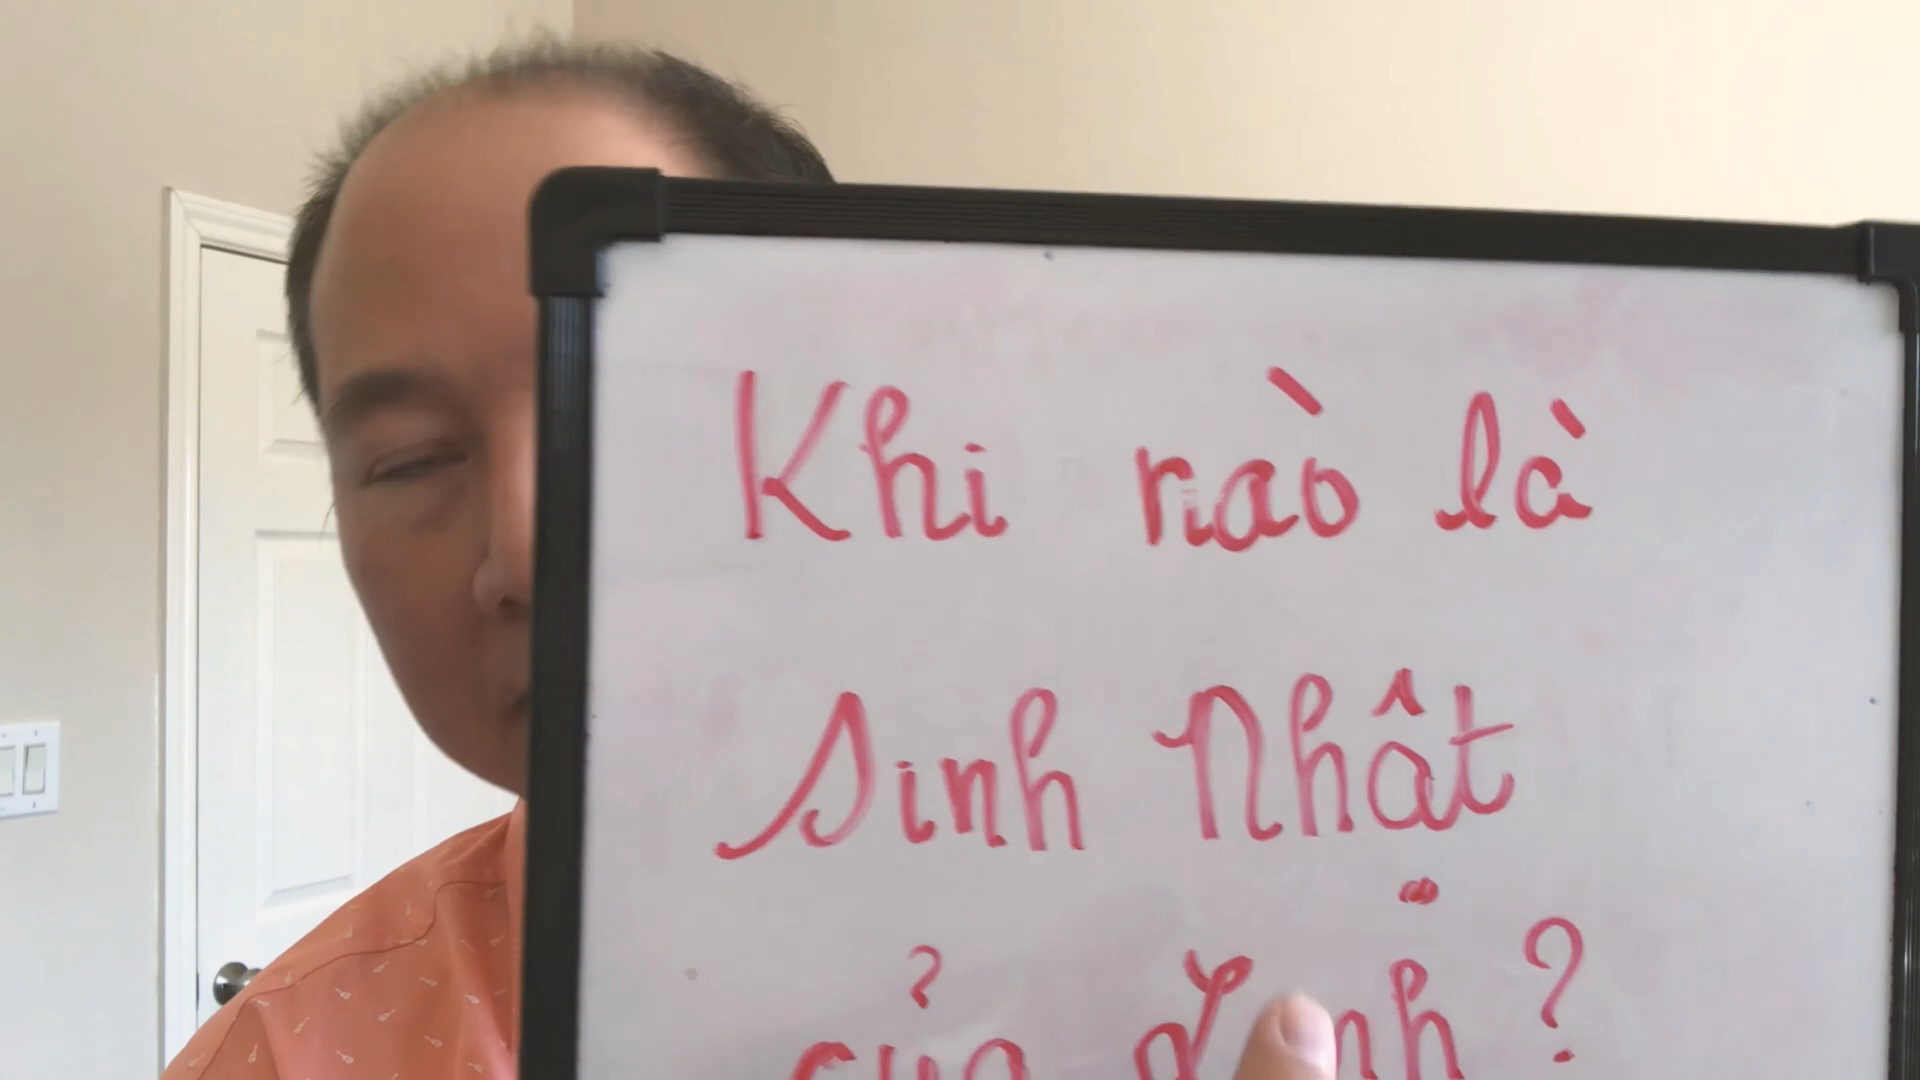 Khi nào là
Sinh Nhật
của ?